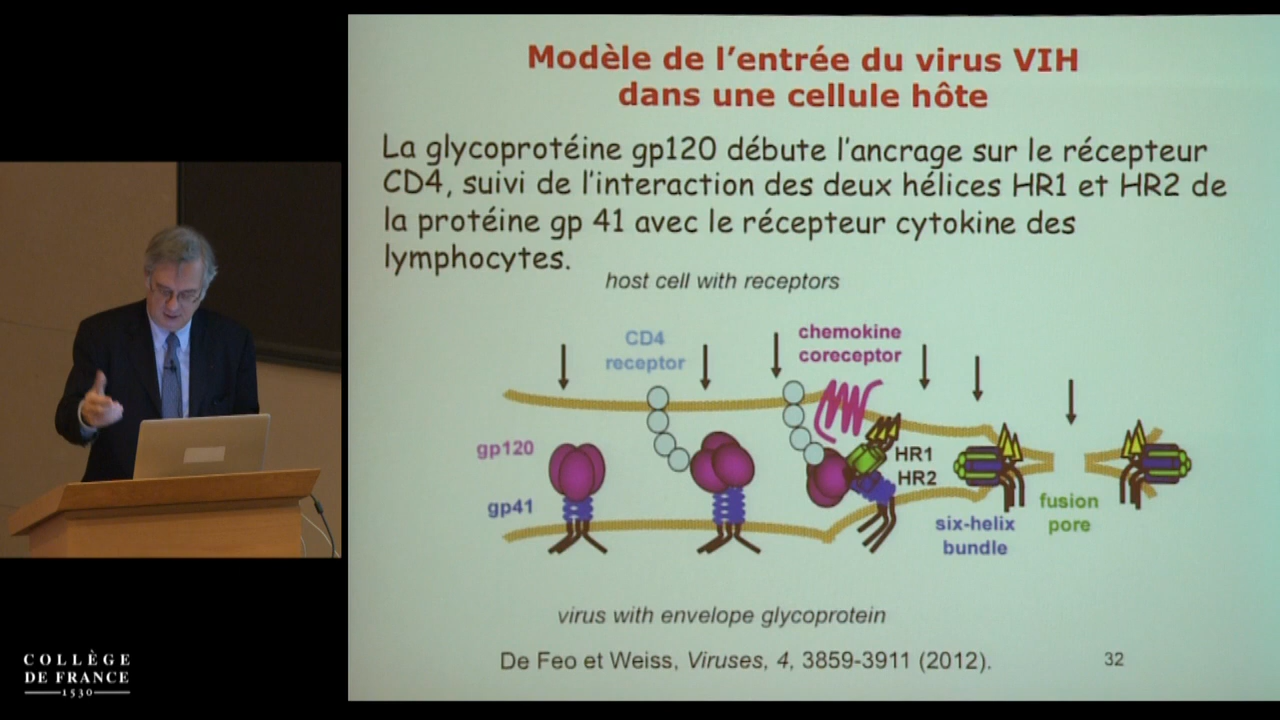 Modèle de l'entrée du virus VIH
dans une cellule hôte
La glycoprotéine gp120 débute l'ancrage sur le récepteur
CD4, suivi de l'interaction des deux hélices HR1 et HR2 de
la protéine gp 41 avec le récepteur cytokine des
lymphocytes.
host cell with receptors
CD4
receptor
chemokine
coreceptor
gp120
gp41
HR1
HR2
six-helix
bundle
fusion
pore
virus with envelope glycoprotein
De Feo et Weiss, Viruses, 4, 3859-3911 (2012).
32
COLLÈGE
DE FRANCE
1530